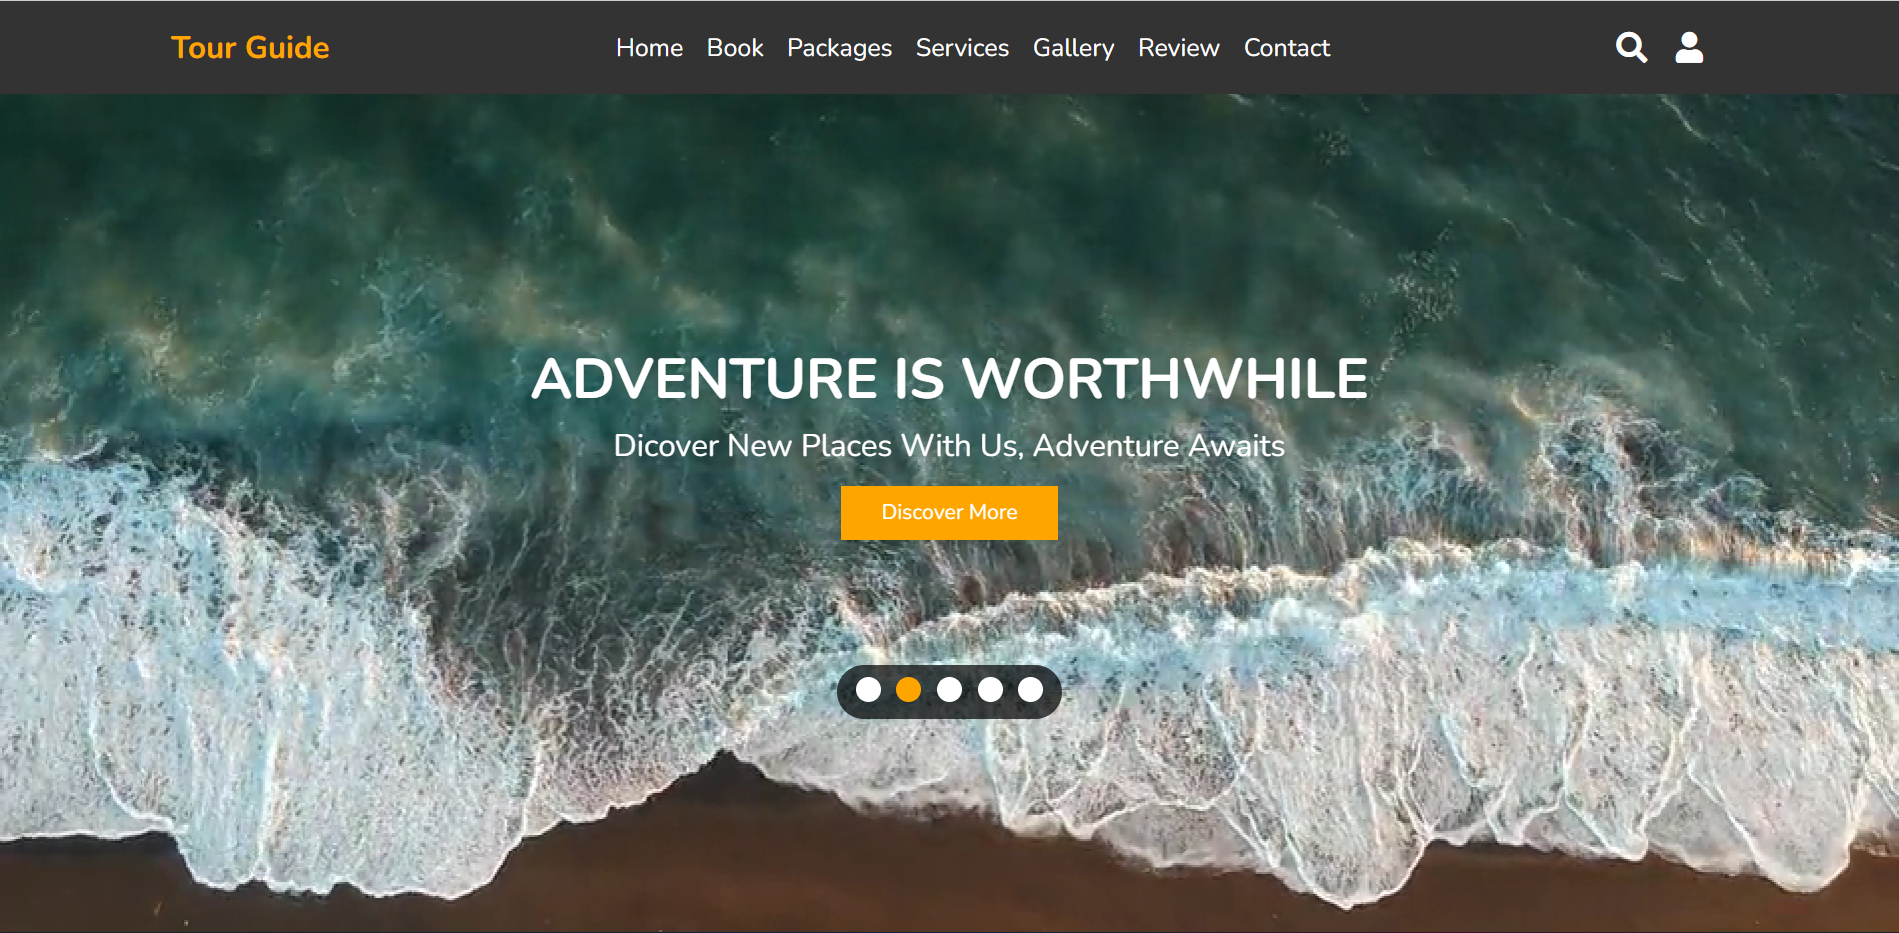 Tour Guide
Home Book Packages Services Gallery Review Contact
ADVENTURE IS WORTHWHILE
Dicover New Places With Us, Adventure Awaits
Discover More